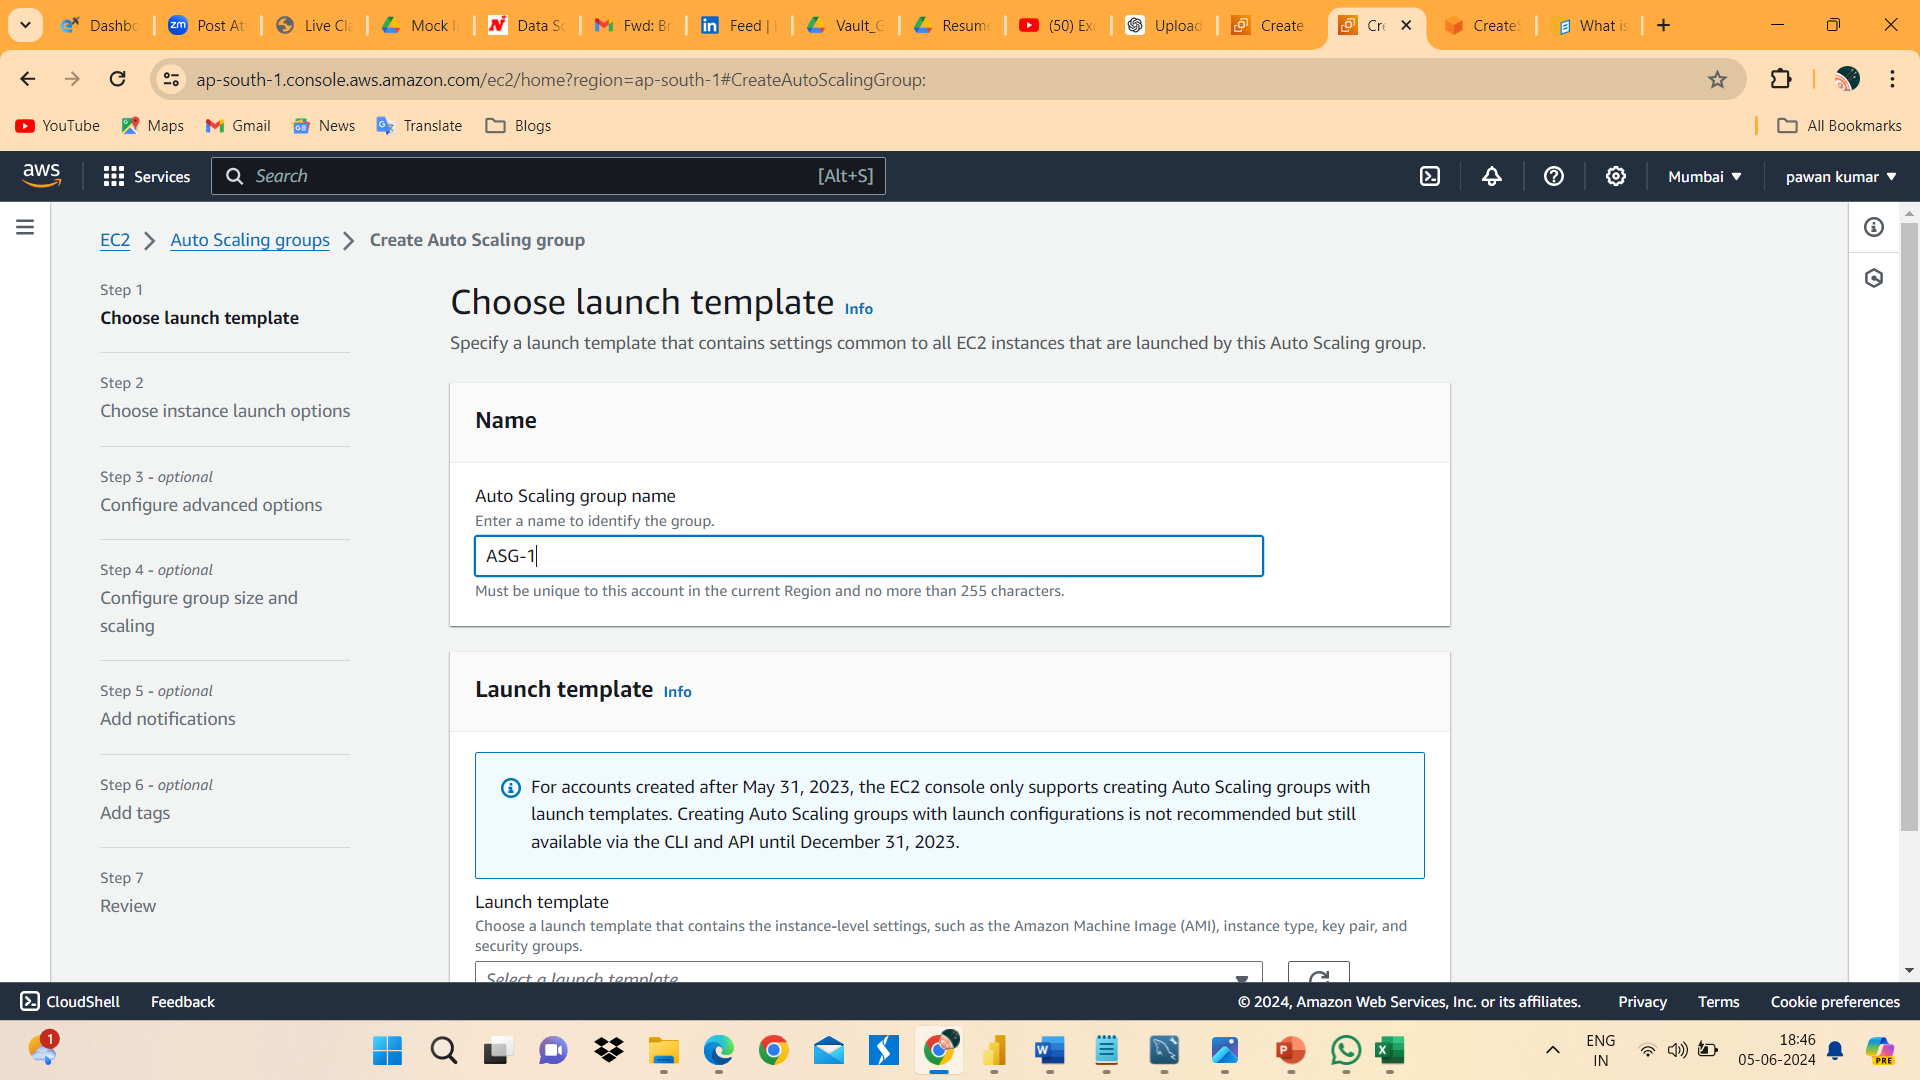 Dashbo
Post At
Live Cla
Mock I
Data Sc
Fwd: Br
Feed |
Vault_G
Resume
(50) Exc
Upload
Create
Cre
CreateS
What is
ap-south-1.console.aws.amazon.com/ec2/home?region=ap-south-1#CreateAutoScalingGroup:
YouTube
Maps
Gmail
News
Translate
Blogs
All Bookmarks
aws
Services
Search
[Alt+S]
Mumbai
pawan kumar
EC2
Auto Scaling groups
Create Auto Scaling group
Step 1
Choose launch template
Step 2
Choose instance launch options
Step 3 - optional
Configure advanced options
Step 4 - optional
Configure group size and
scaling
Step 5 - optional
Add notifications
Step 6 - optional
Add tags
Step 7
Review
Choose launch template Info
Specify a launch template that contains settings common to all EC2 instances that are launched by this Auto Scaling group.
Name
Auto Scaling group name
Enter a name to identify the group.
ASG-1
Must be unique to this account in the current Region and no more than 255 characters.
Launch template Info
For accounts created after May 31, 2023, the EC2 console only supports creating Auto Scaling groups with
launch templates. Creating Auto Scaling groups with launch configurations is not recommended but still
available via the CLI and API until December 31, 2023.
Launch template
Choose a launch template that contains the instance-level settings, such as the Amazon Machine Image (AMI), instance type, key pair, and
security groups.
Select a launch template
CloudShell
Feedback
© 2024, Amazon Web Services, Inc. or its affiliates.
Privacy
Terms
Cookie preferences
1
ENG
IN
18:46
05-06-2024
PRE